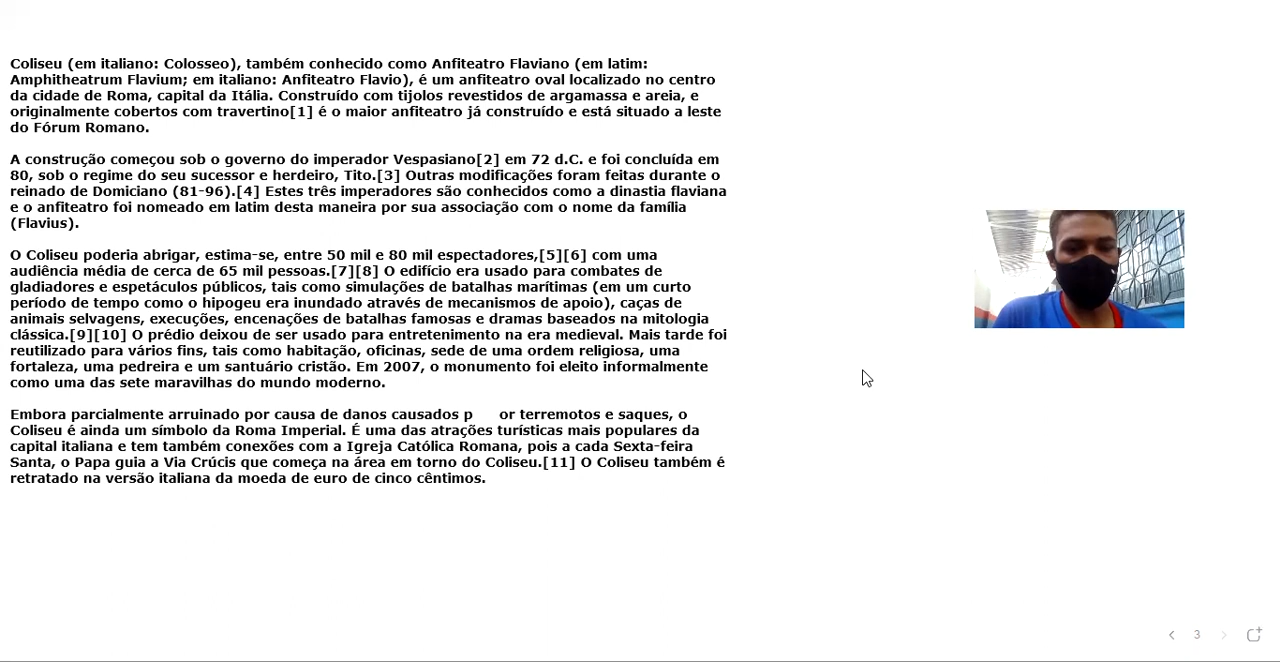 Coliseu (em italiano: Colosseo), também conhecido como Anfiteatro Flaviano (em latim:
Amphitheatrum Flavium; em italiano: Anfiteatro Flavio), é um anfiteatro oval localizado no centro
da cidade de Roma, capital da Itália. Construído com tijolos revestidos de argamassa e areia, e
originalmente cobertos com travertino[1] é o maior anfiteatro já construído e está situado a leste
do Fórum Romano.
A construção começou sob o governo do imperador Vespasiano[2] em 72 d.C. e foi concluída em
80, sob o regime do seu sucessor e herdeiro, Tito.[3] Outras modificações foram feitas durante o
reinado de Domiciano (81-96).[4] Estes três imperadores são conhecidos como a dinastia flaviana
e o anfiteatro foi nomeado em latim desta maneira por sua associação com o nome da família
(Flavius).
O Coliseu poderia abrigar, estima-se, entre 50 mil e 80 mil espectadores,[5][6] com uma
audiência média de cerca de 65 mil pessoas.[7][8] O edifício era usado para combates de
gladiadores e espetáculos públicos, tais como simulações de batalhas marítimas (em um curto
período de tempo como o hipogeu era inundado através de mecanismos de apoio), caças de
animais selvagens, execuções, encenações de batalhas famosas e dramas baseados na mitologia
clássica.[9][10] O prédio deixou de ser usado para entretenimento na era medieval. Mais tarde foi
reutilizado para vários fins, tais como habitação, oficinas, sede de uma ordem religiosa, uma
fortaleza, uma pedreira e um santuário cristão. Em 2007, o monumento foi eleito informalmente
como uma das sete maravilhas do mundo moderno.
Embora parcialmente arruinado por causa de danos causados p or terremotos e saques, o
Coliseu é ainda um símbolo da Roma Imperial. É uma das atrações turísticas mais populares da
capital italiana e tem também conexões com a Igreja Católica Romana, pois a cada Sexta-feira
Santa, o Papa guia a Via Crúcis que começa na área em torno do Coliseu.[11] O Coliseu também é
retratado na versão italiana da moeda de euro de cinco cêntimos.
3